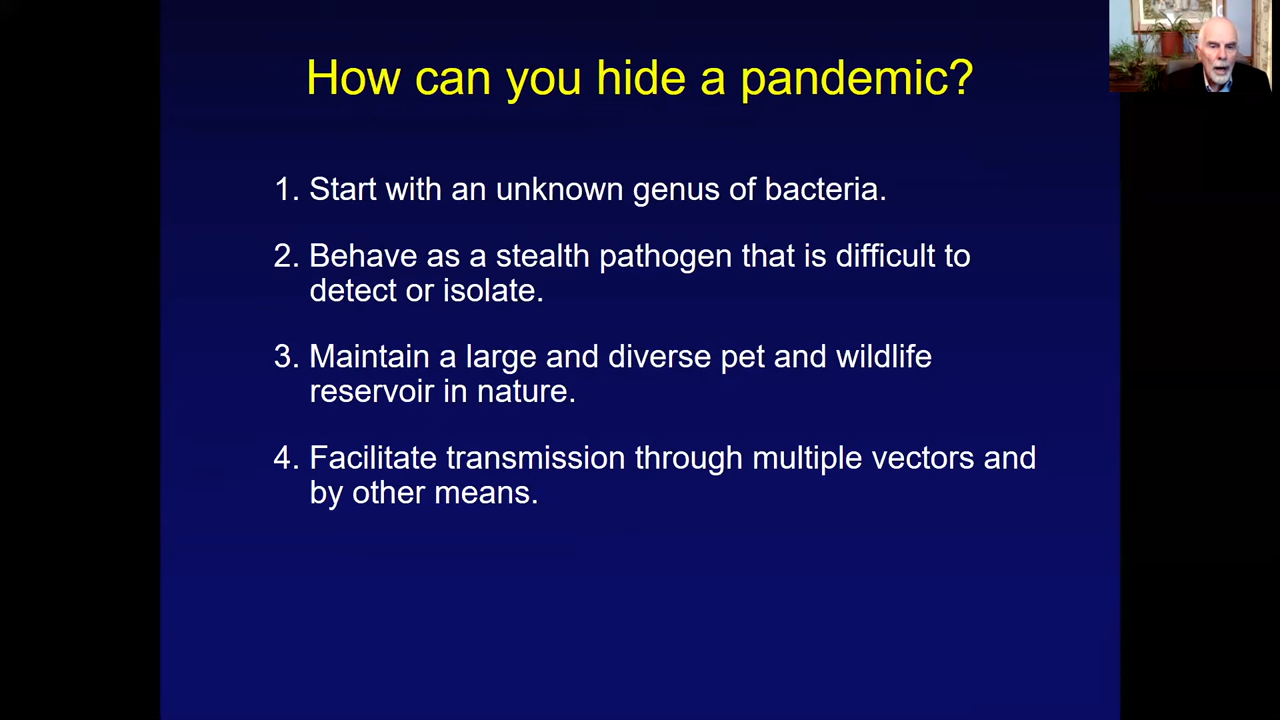 How can you hide a pandemic?
1. Start with an unknown genus of bacteria.
2. Behave as a stealth pathogen that is difficult to
detect or isolate.
3. Maintain a large and diverse pet and wildlife
reservoir in nature.
4. Facilitate transmission through multiple vectors and
by other means.